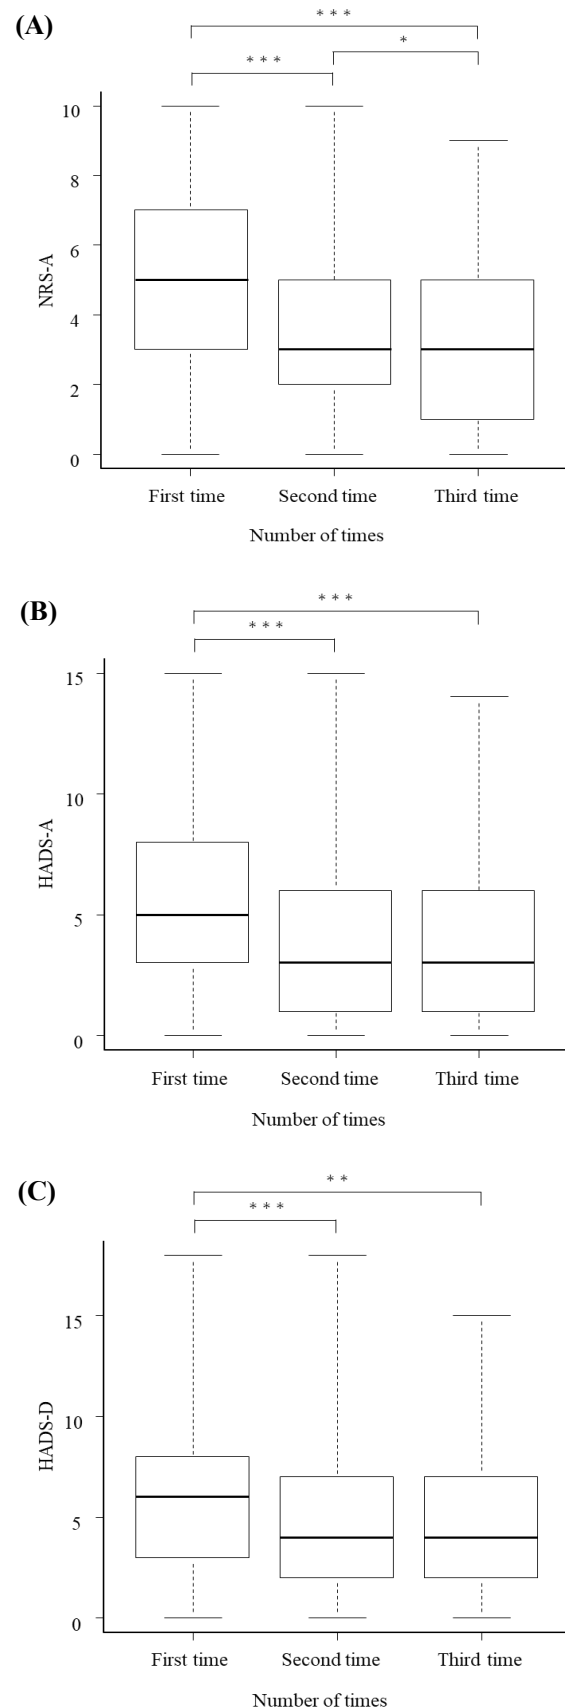 (A)
* * *
* * *
*
10
8
6
4
2
0
NRS-A
First time Second time Third time
Number of times
(B)
* * *
* * *
15
10
5
0
HADS-A
First time Second time Third time
Number of times
(C)
* *
* * *
15
10
5
0
HADS-D
First time Second time Third time
Number of times